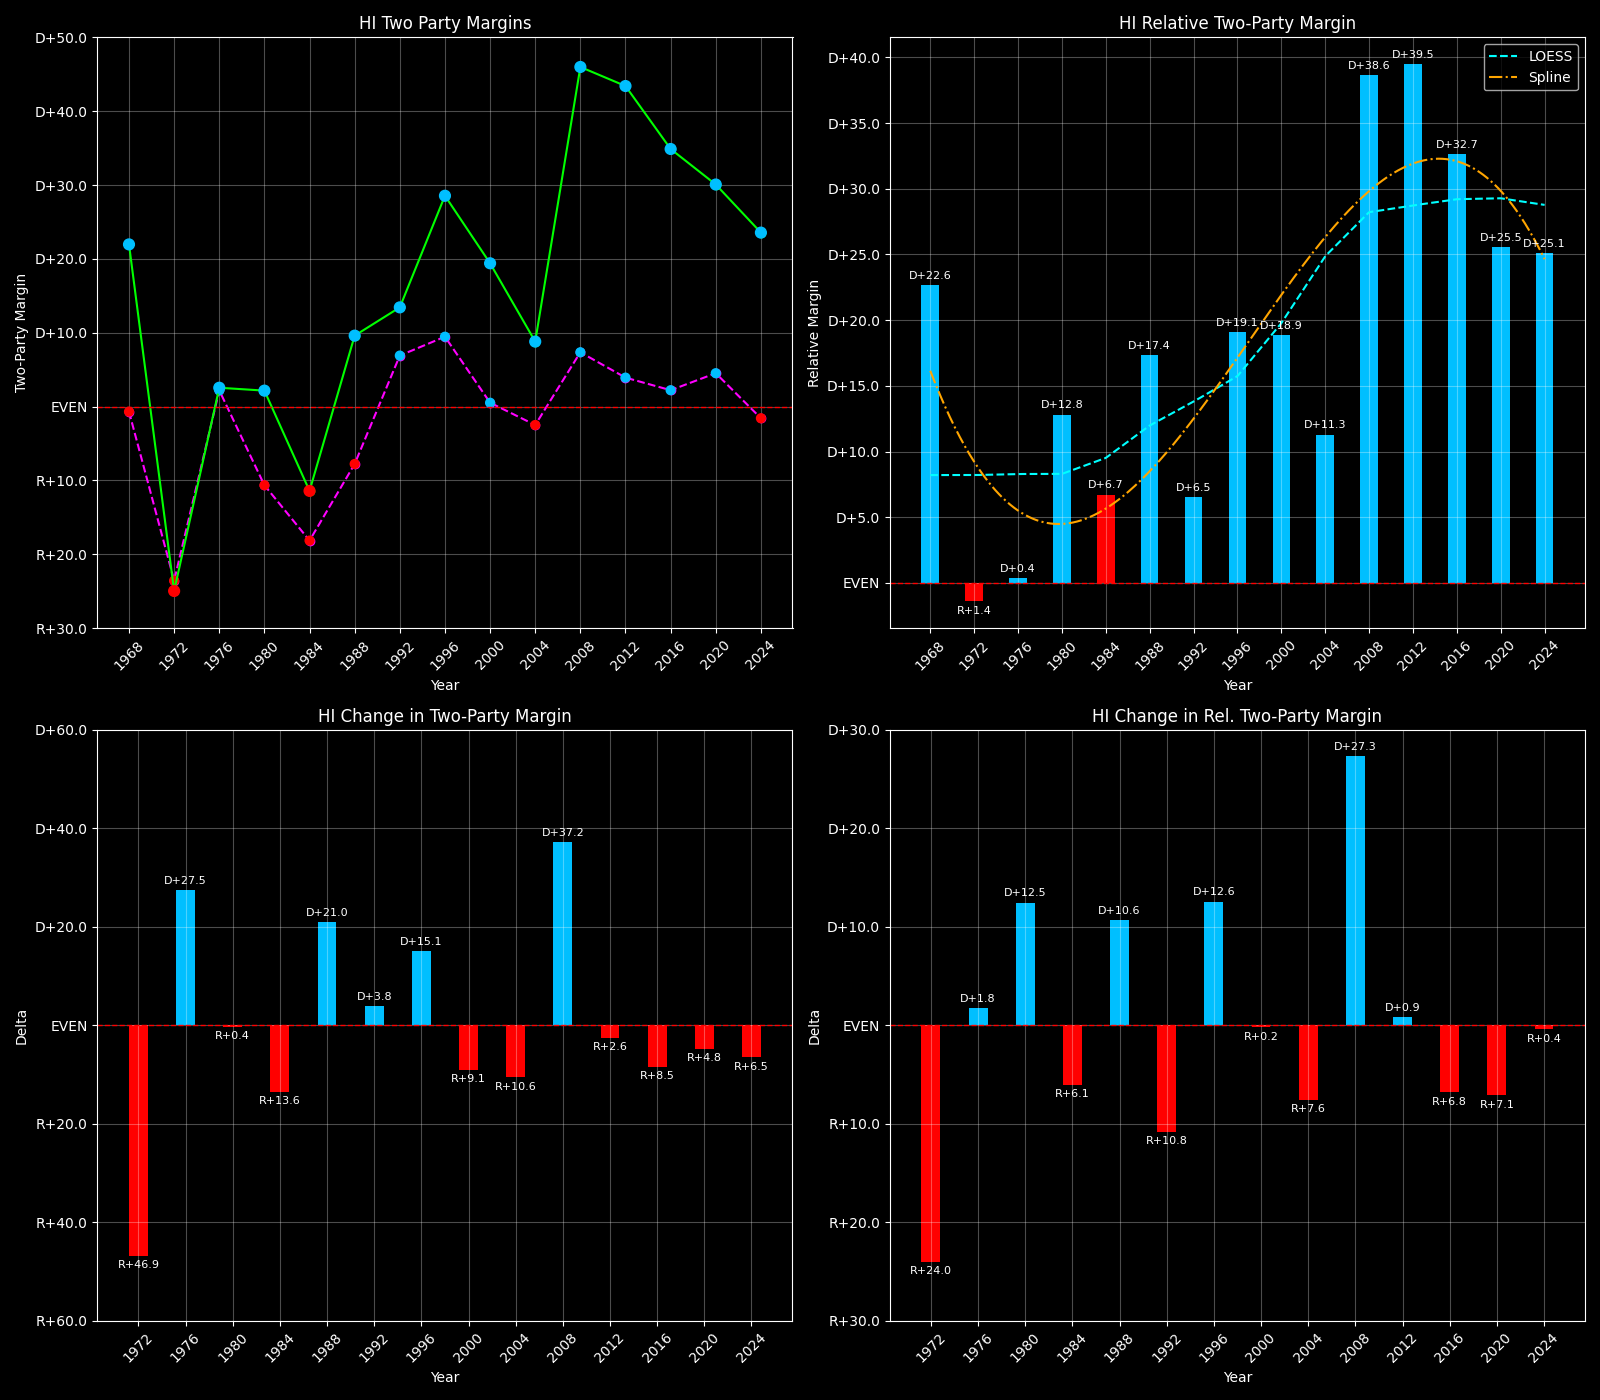 HI Two Party Margins
D+50.0
D+40.0
D+30.0
D+20.0
D+10.0
EVEN
R+10.0
R+20.0
R+30.0
Two-Party Margin
1968
1972
1976
1980
1984
1988
1992
1996
2000
2004
2008
2012
2016
2020
2024
Year
HI Relative Two-Party Margin
D+40.0
D+35.0
D+30.0
D+25.0
D+20.0
D+15.0
D+10.0
D+5.0
EVEN
Relative Margin
LOESS
Spline
D+22.6
R+1.4
D+0.4
D+12.8
D+6.7
D+17.4
D+6.5
D+19.1
D+18.9
D+11.3
D+38.6
D+39.5
D+32.7
D+25.5
D+25.1
1968
1972
1976
1980
1984
1988
1992
1996
2000
2004
2008
2012
2016
2020
2024
Year
HI Change in Two-Party Margin
D+60.0
D+40.0
D+20.0
EVEN
R+20.0
R+40.0
R+60.0
Delta
R+46.9
D+27.5
R+0.4
R+13.6
D+21.0
D+3.8
D+15.1
R+9.1
R+10.6
D+37.2
R+2.6
R+8.5
R+4.8
R+6.5
1972
1976
1980
1984
1988
1992
1996
2000
2004
2008
2012
2016
2020
2024
Year
HI Change in Rel. Two-Party Margin
D+30.0
D+20.0
D+10.0
EVEN
R+10.0
R+20.0
R+30.0
Delta
R+24.0
D+1.8
D+12.5
R+6.1
D+10.6
R+10.8
D+12.6
R+0.2
R+7.6
D+27.3
D+0.9
R+6.8
R+7.1
R+0.4
1972
1976
1980
1984
1988
1992
1996
2000
2004
2008
2012
2016
2020
2024
Year